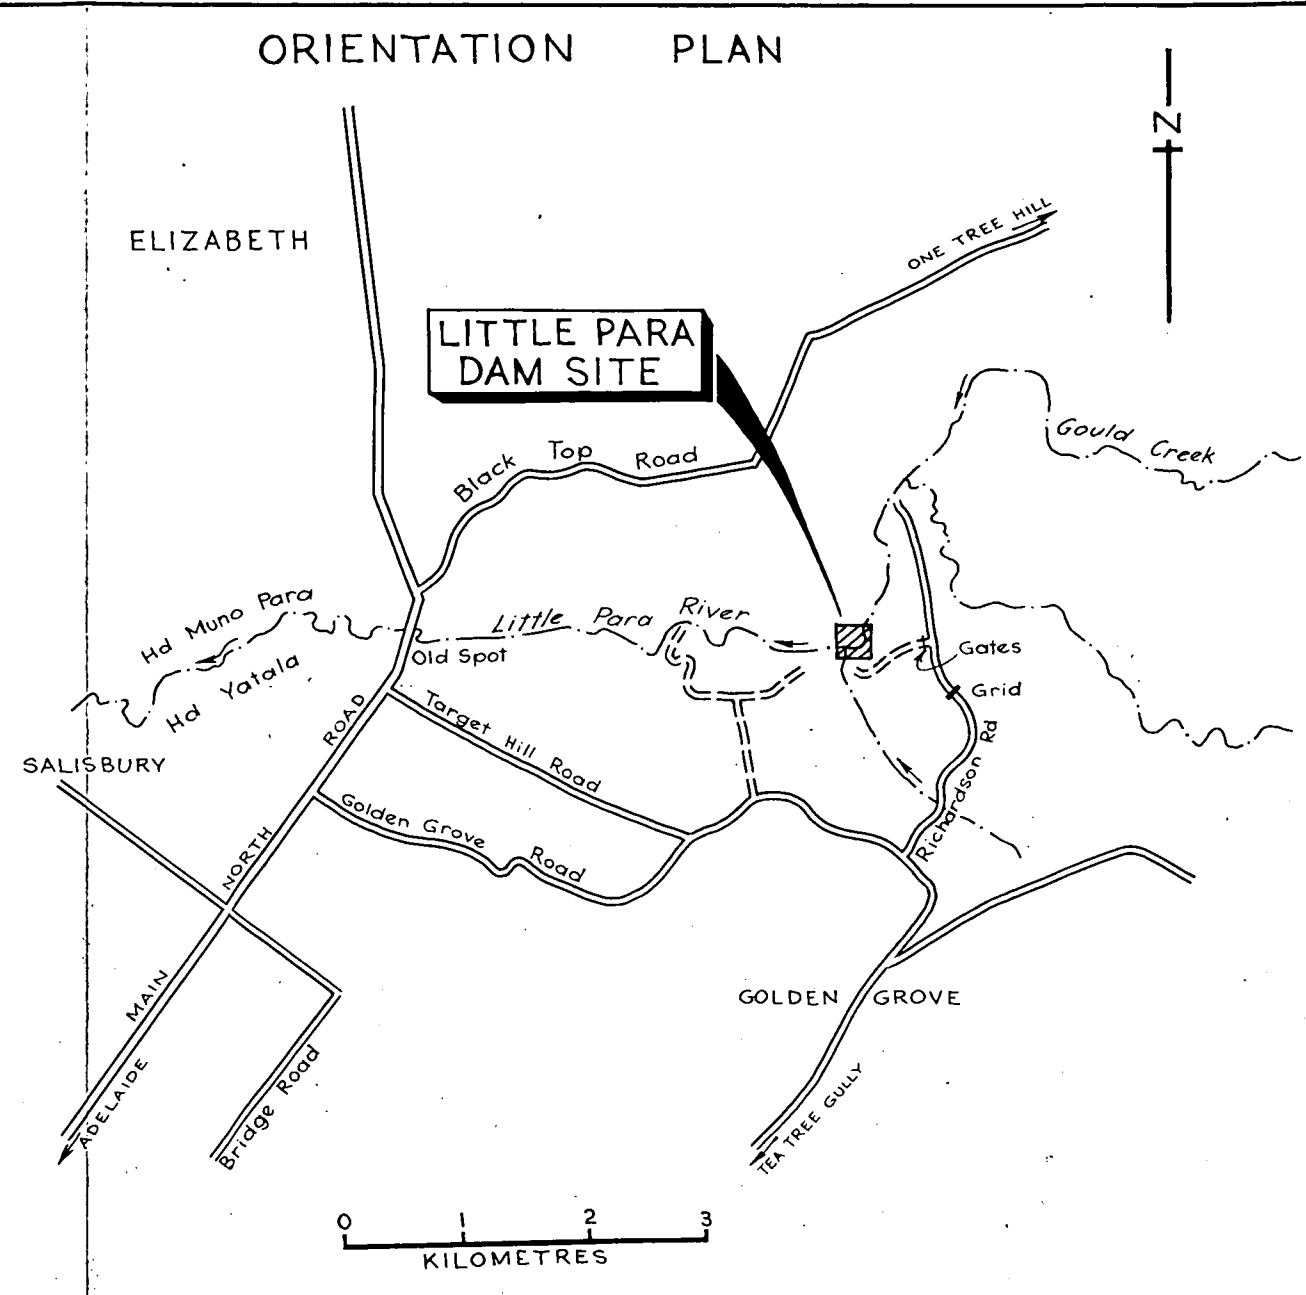 ORIENTATION PLAN
N
ELIZABETH
ONE TREE HILL
LITTLE PARA
DAM SITE
Gould Creek
Black Top Road
Hd Muno Para
Little Para River
Old Spot
Hd Yatala
Gates
Grid
SALISBURY
Target Hill Road
Richardson Rd
Golden Grove Road
MAIN NORTH ROAD
GOLDEN GROVE
ADELAIDE
Bridge Road
TEA TREE GULLY
0 1 2 3
KILOMETRES